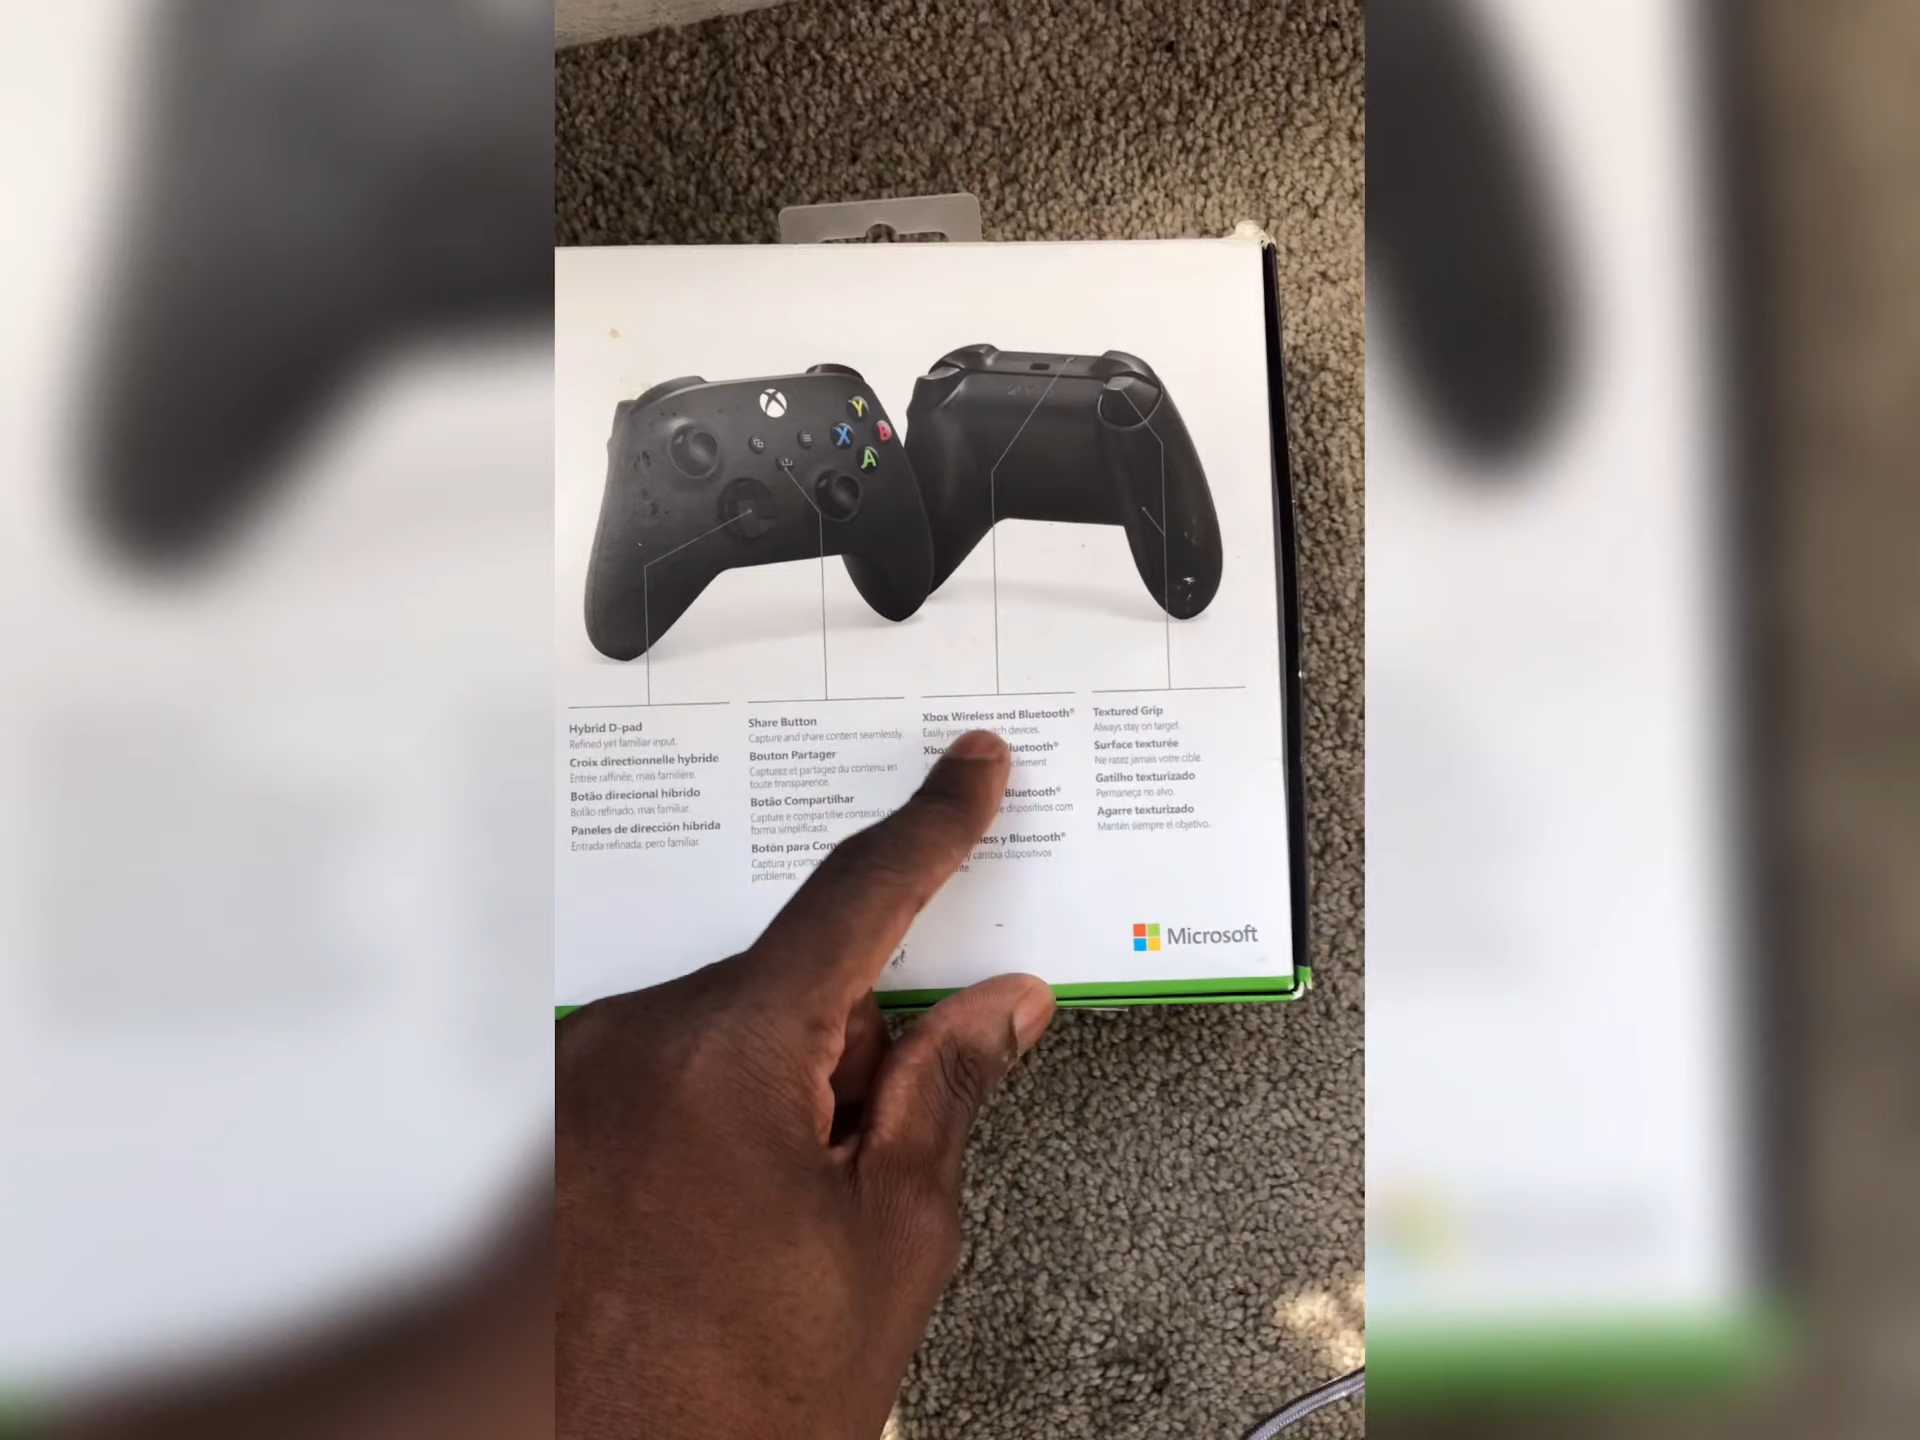 Y
X
B
A
Hybrid D-pad
Refined yet familiar input.
Croix directionnelle hybride
Entrée raffinée, mais familière.
Botão direcional híbrido
Botão refinado, mas familiar.
Paneles de dirección híbrida
Entrada refinada, pero familiar.
Share Button
Capture and share content seamlessly.
Bouton Partager
Capturez et partagez du contenu en
toute transparence.
Botão Compartilhar
Capture e compartilhe conteúdo de
forma simplificada.
Botón para Com
Captura y compa
problemas.
Xbox Wireless and Bluetooth®
Easily devices.
Xbox Bluetooth®
Bluetooth®
dispositivos com
y Bluetooth®
y cambia dispositivos
Textured Grip
Always stay on target.
Surface texturée
Ne ratez jamais votre cible.
Gatilho texturizado
Permaneça no alvo.
Agarre texturizado
Mantén siempre el objetivo.
Microsoft